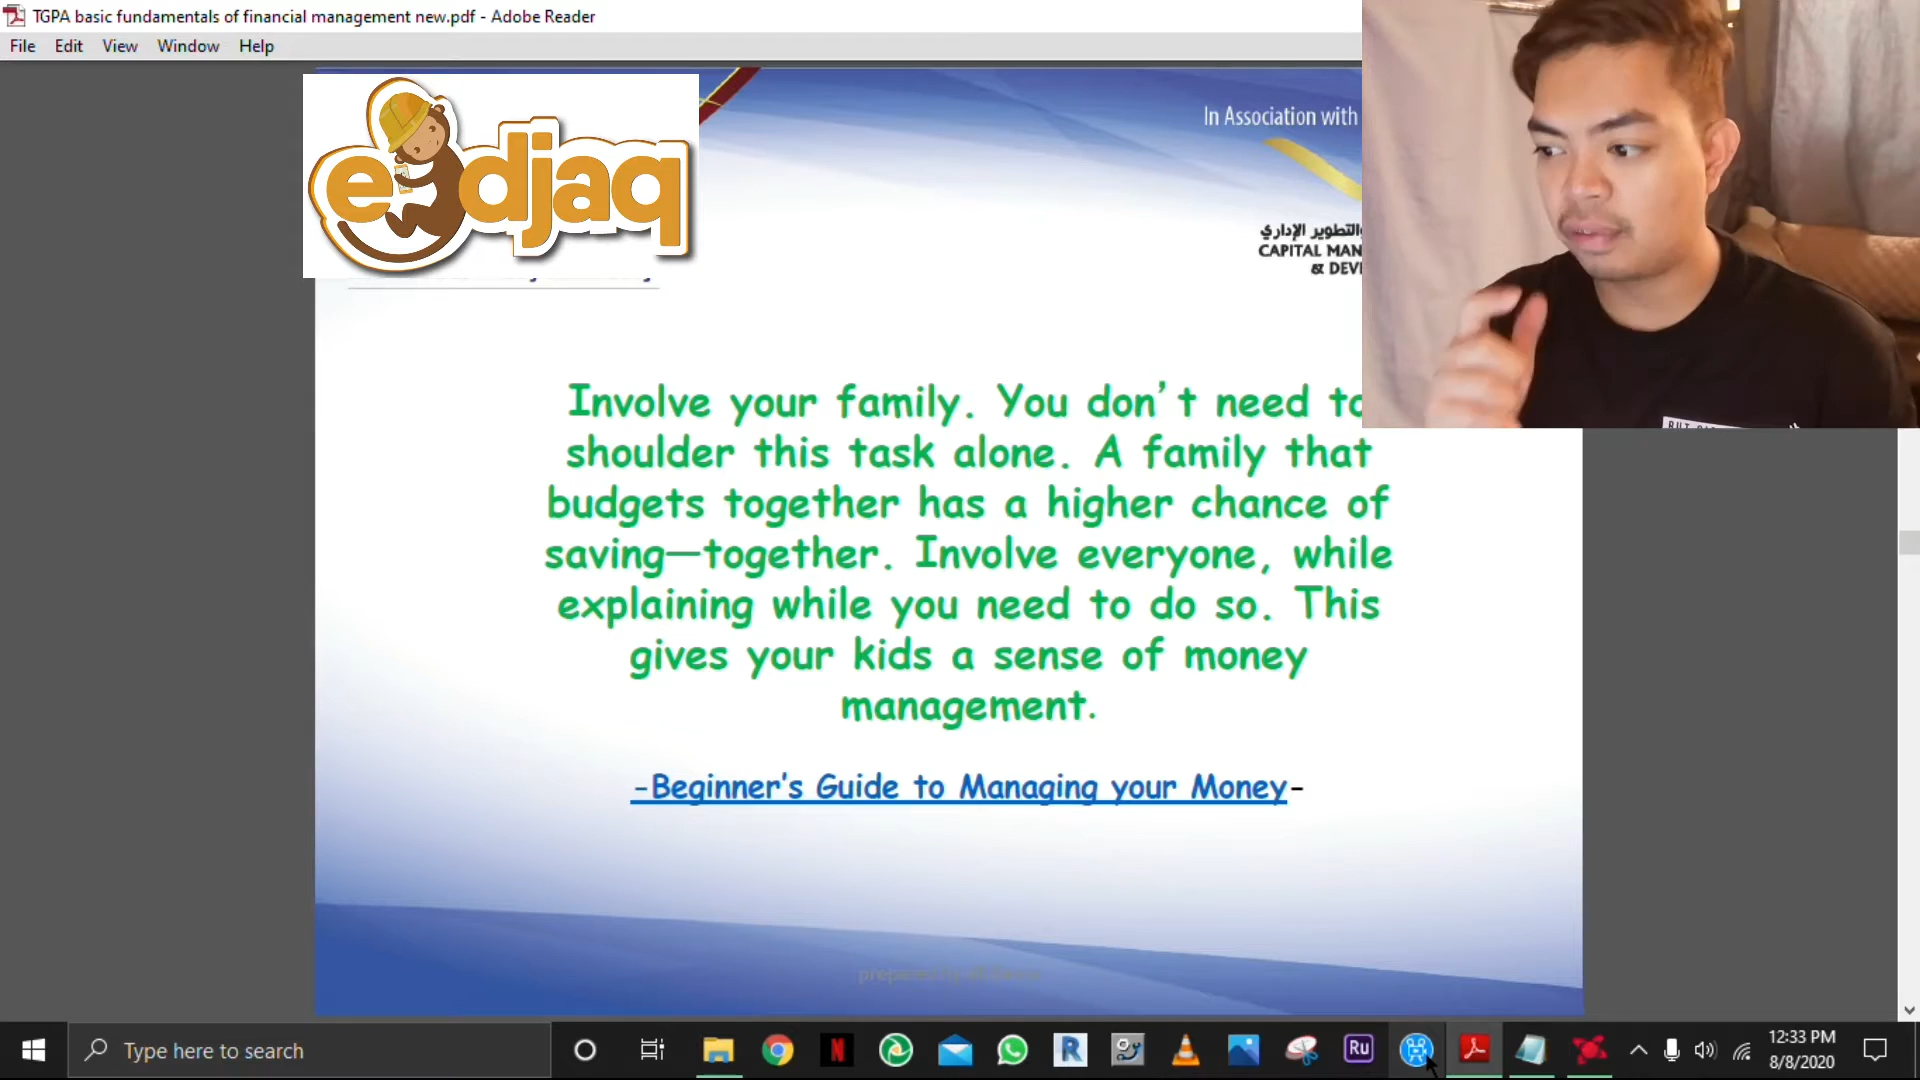 TGPA basic fundamentals of financial management new.pdf - Adobe Reader
File Edit View Window Help
edjaq
In Association with
التطوير الإداري
CAPITAL MAN
& DEVE
Involve your family. You don't need to
shoulder this task alone. A family that
budgets together has a higher chance of
saving—together. Involve everyone, while
explaining while you need to do so. This
gives your kids a sense of money
management.
-Beginner's Guide to Managing your Money-
Type here to search
N
R
Ru
12:33 PM
8/8/2020